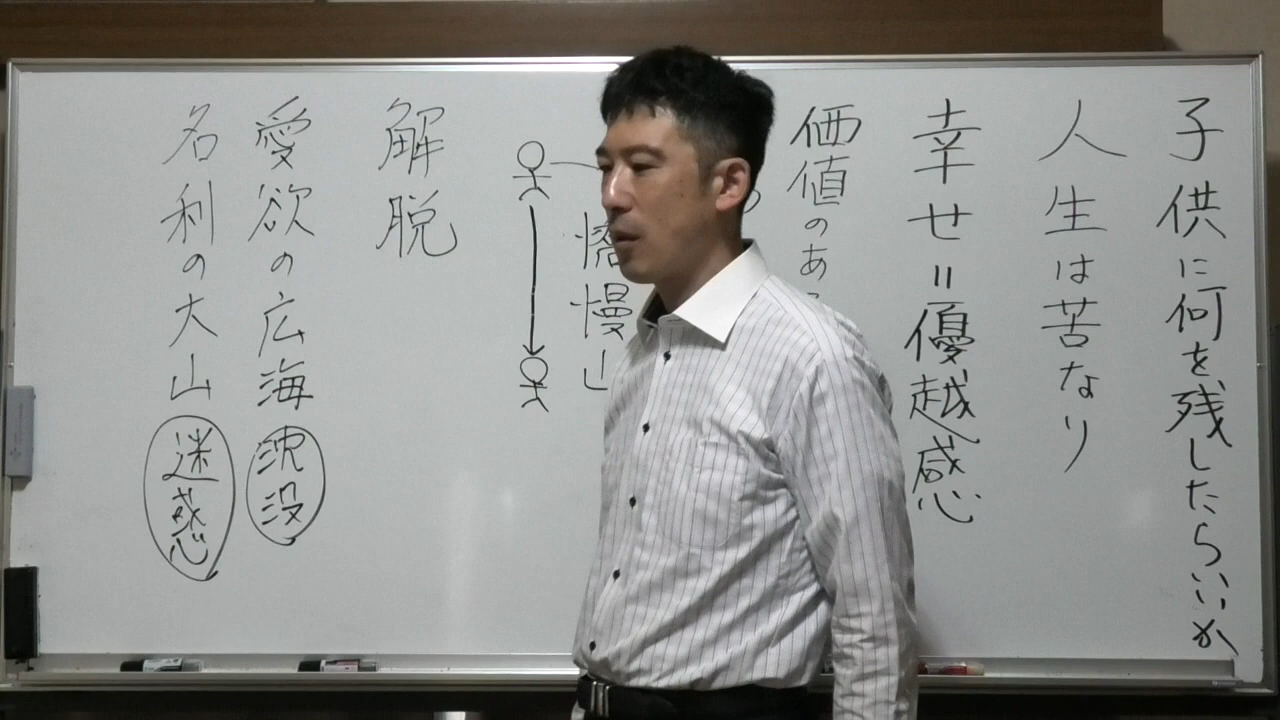 子供に何を残したらいいか
人生は苦なり
幸せ=優越感
価値のあ
慢山
解脱
愛欲の広海 沈没
名利の大山 迷惑